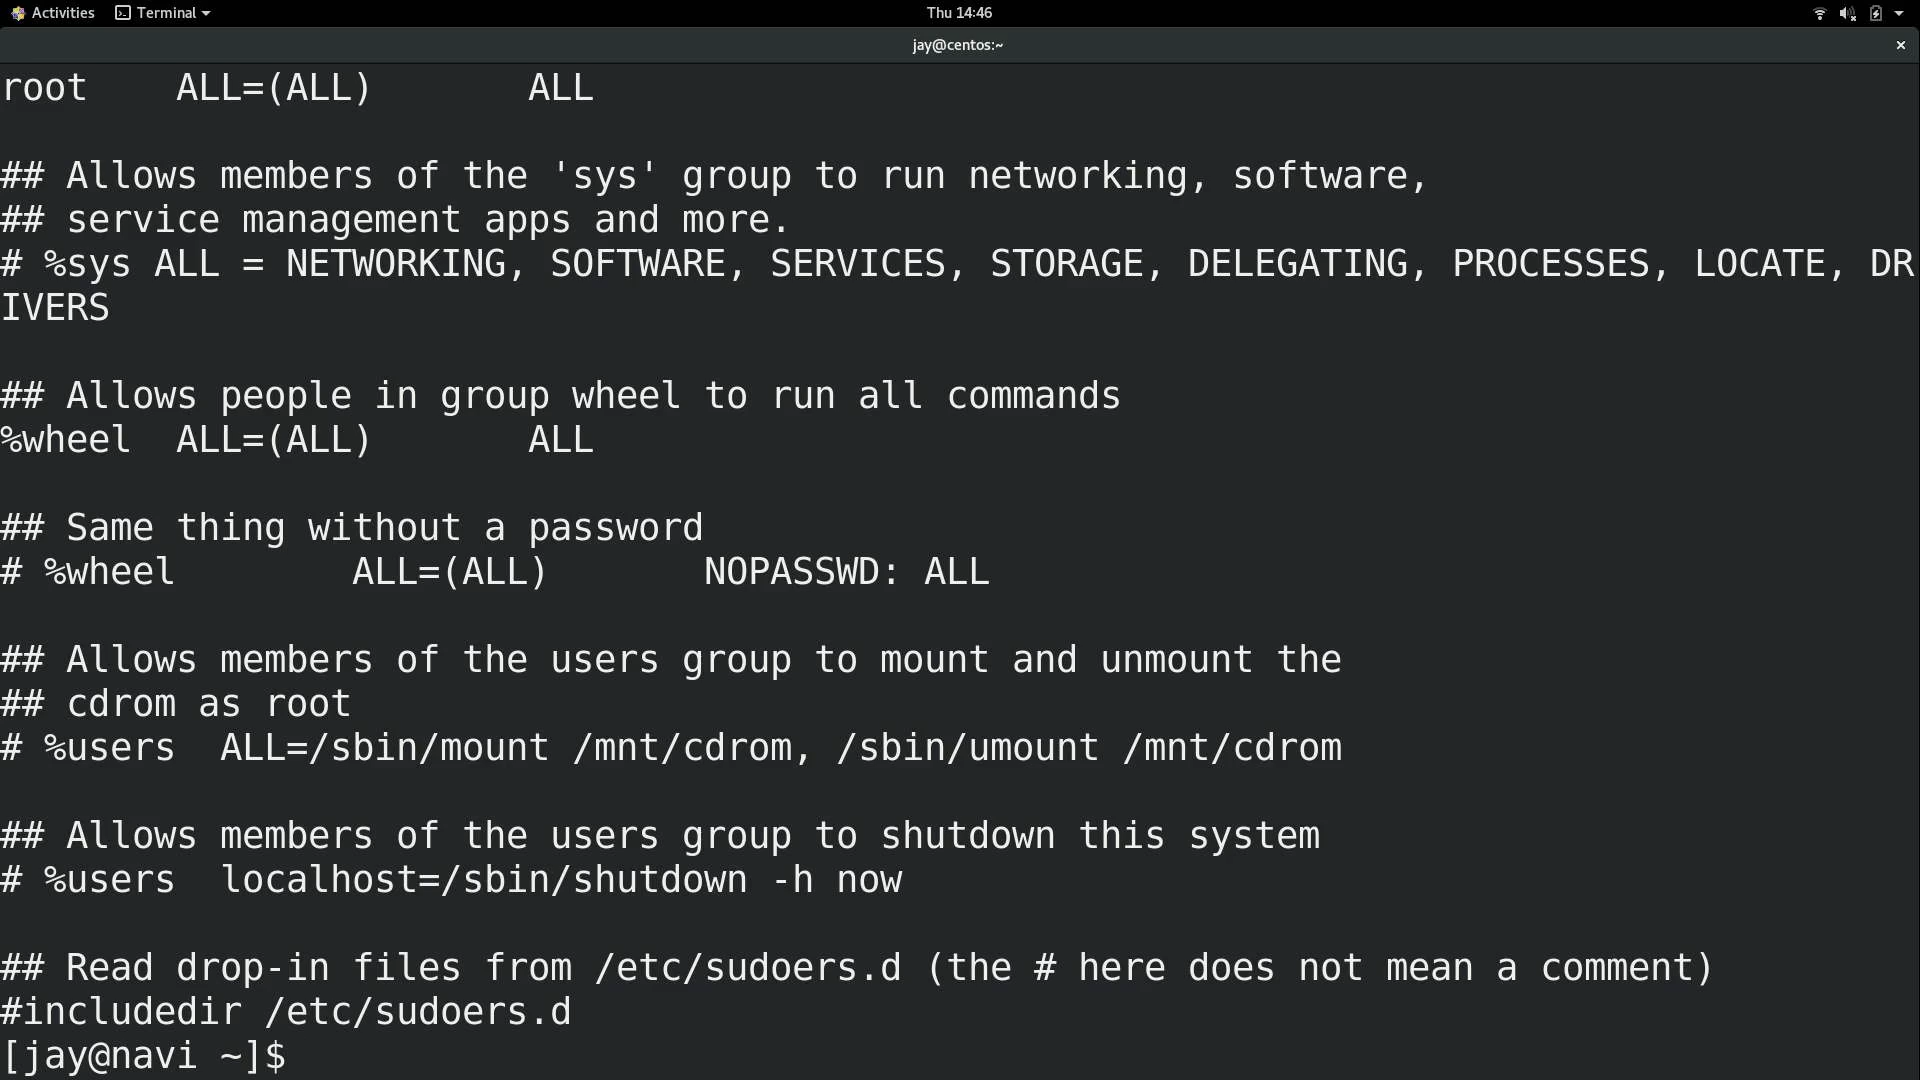 Activities Terminal Thu 14:46
jay@centos:~
root    ALL=(ALL)       ALL

## Allows members of the 'sys' group to run networking, software,
## service management apps and more.
# %sys ALL = NETWORKING, SOFTWARE, SERVICES, STORAGE, DELEGATING, PROCESSES, LOCATE, DR
IVERS

## Allows people in group wheel to run all commands
%wheel  ALL=(ALL)       ALL

## Same thing without a password
# %wheel        ALL=(ALL)       NOPASSWD: ALL

## Allows members of the users group to mount and unmount the
## cdrom as root
# %users  ALL=/sbin/mount /mnt/cdrom, /sbin/umount /mnt/cdrom

## Allows members of the users group to shutdown this system
# %users  localhost=/sbin/shutdown -h now

## Read drop-in files from /etc/sudoers.d (the # here does not mean a comment)
#includedir /etc/sudoers.d
[jay@navi ~]$